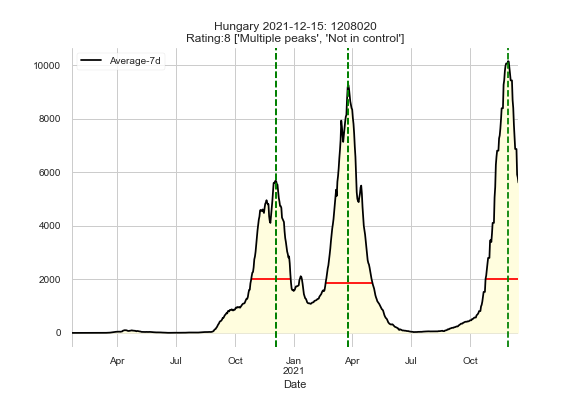 Hungary 2021-12-15: 1208020
Rating:8 ['Multiple peaks', 'Not in control']
Average-7d
10000
8000
6000
4000
2000
0
Apr Jul Oct Jan Apr Jul Oct
2021
Date